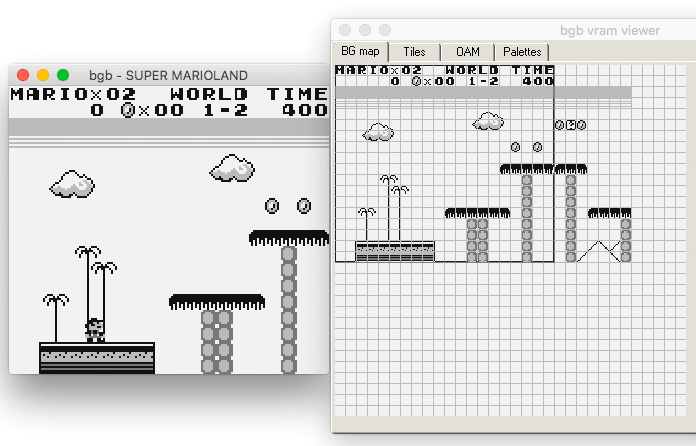 bgb - SUPER MARIOLAND
MARIO×02 WORLD TIME
0 ×00 1-2 400
bgb vram viewer
BG map Tiles OAM Palettes
MARIO×02 WORLD TIME
0 ×00 1-2 400
?